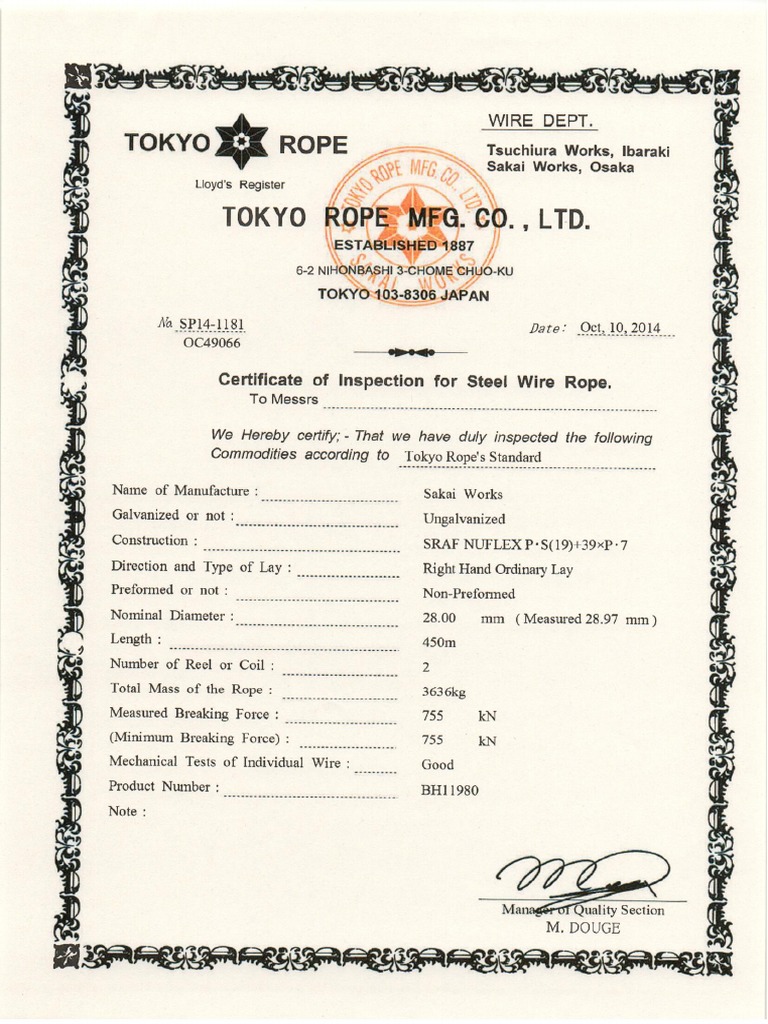 WIRE DEPT.
TOKYO ROPE
Tsuchiura Works, Ibaraki
Sakai Works, Osaka
Lloyd's Register
TOKYO ROPE MFG. CO., LTD.
SAKAI WORKS
TOKYO ROPE MFG. CO., LTD.
ESTABLISHED 1887
6-2 NIHONBASHI 3-CHOME CHUO-KU
TOKYO 103-8306 JAPAN
No. SP14-1181
OC49066
Date: Oct, 10, 2014
Certificate of Inspection for Steel Wire Rope.
To Messrs
We Hereby certify; - That we have duly inspected the following
Commodities according to Tokyo Rope's Standard
Name of Manufacture : Sakai Works
Galvanized or not : Ungalvanized
Construction : SRAF NUFLEX P·S(19)+39×P·7
Direction and Type of Lay : Right Hand Ordinary Lay
Preformed or not : Non-Preformed
Nominal Diameter : 28.00 mm ( Measured 28.97 mm )
Length : 450m
Number of Reel or Coil : 2
Total Mass of the Rope : 3636kg
Measured Breaking Force : 755 kN
(Minimum Breaking Force) : 755 kN
Mechanical Tests of Individual Wire : Good
Product Number : BH11980
Note :
Manager of Quality Section
M. DOUGE